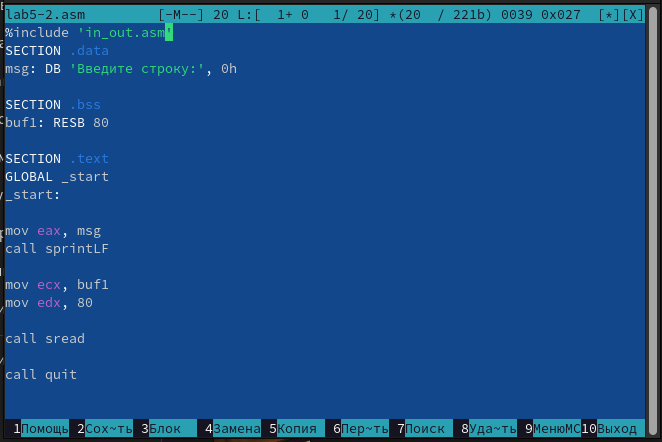 lab5-2.asm [-M--] 20 L:[ 1+ 0 1/ 20] *(20 / 221b) 0039 0x027 [*][X]
%include 'in_out.asm'
SECTION .data
msg: DB 'Введите строку:', 0h
SECTION .bss
buf1: RESB 80
SECTION .text
GLOBAL _start
_start:
mov eax, msg
call sprintLF
mov ecx, buf1
mov edx, 80
call sread
call quit
1Помощь 2Сох~ть 3Блок 4Замена 5Копия 6Пер~ть 7Поиск 8Уда~ть 9МенюMC 10Выход